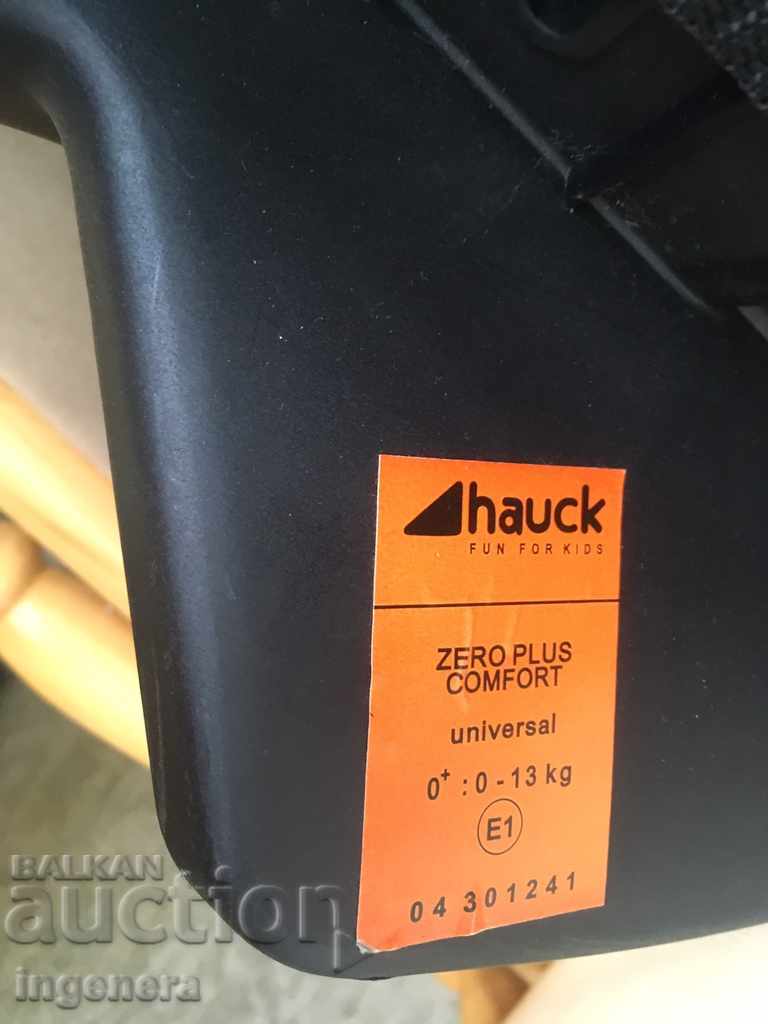 hauck
FUN FOR KIDS
ZERO PLUS
COMFORT
universal
0+ : 0 - 13 kg
E1
04 301241
BALKAN
auction
ingenera